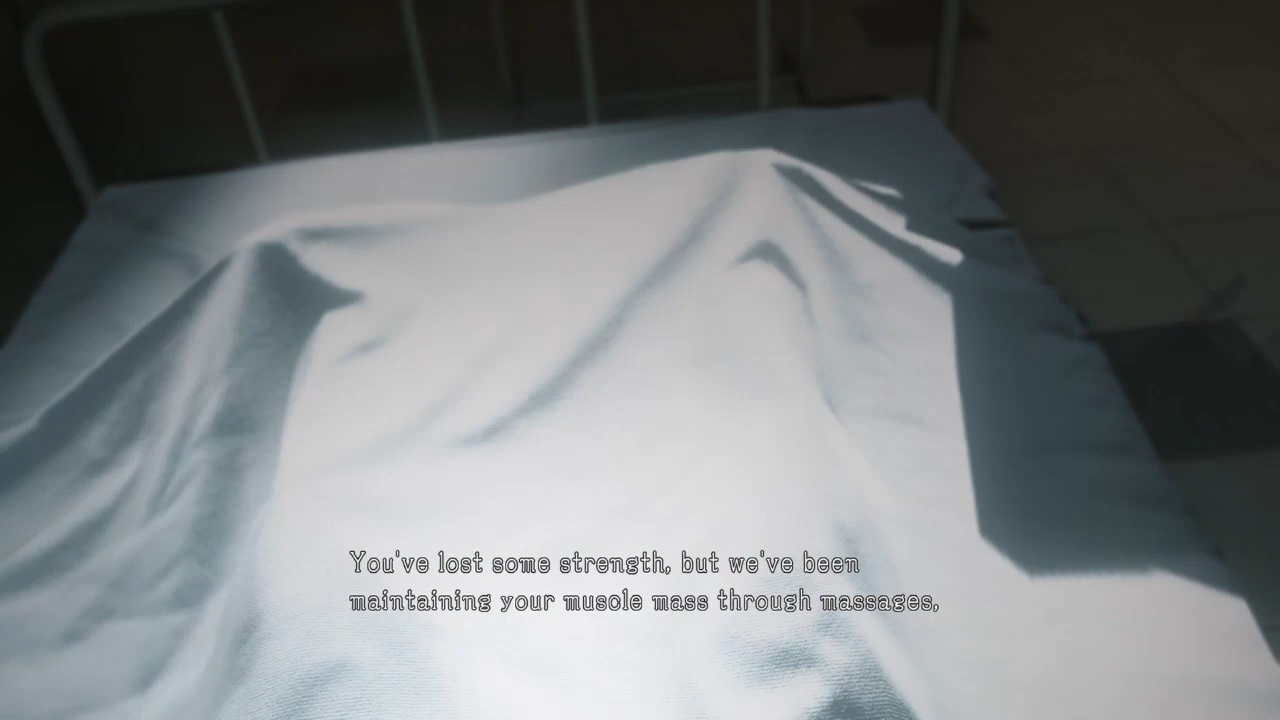 You've lost some strength, but we've been
maintaining your muscle mass through massages,